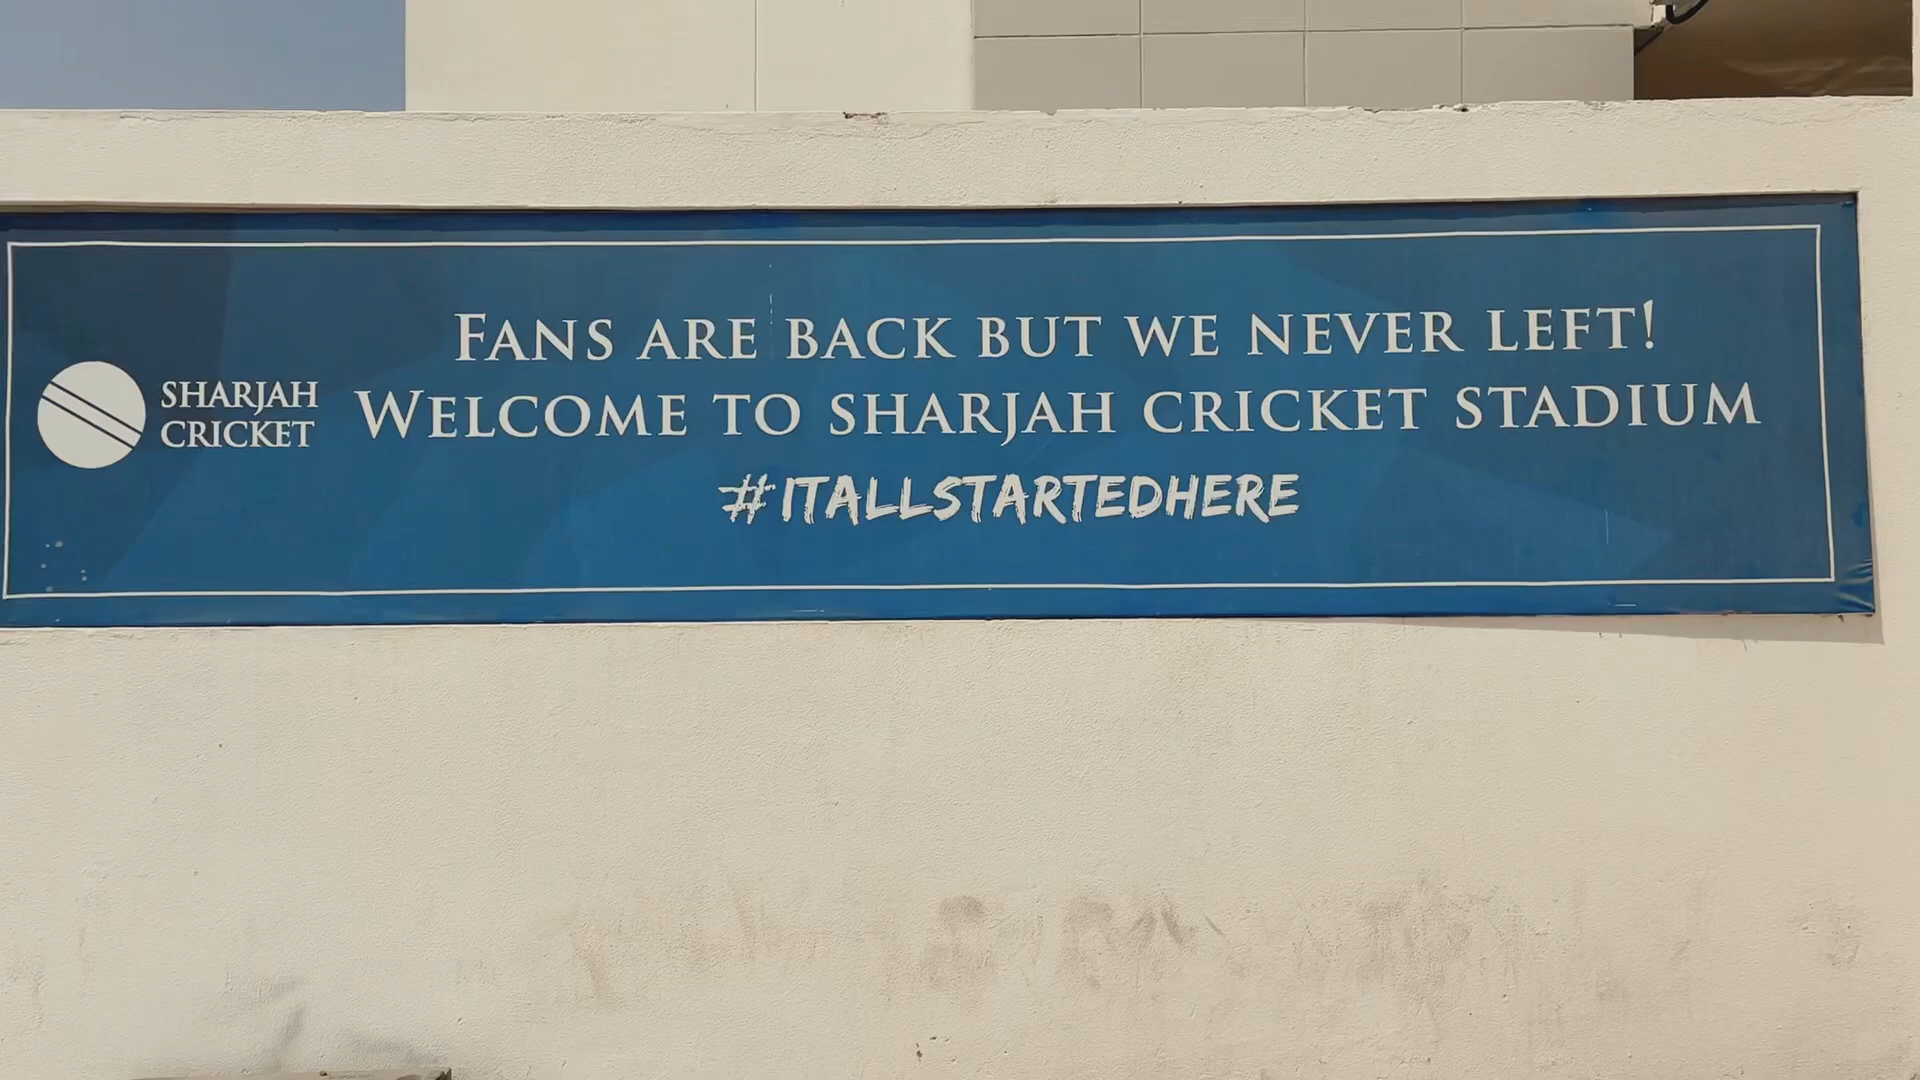 SHARJAH
CRICKET
FANS ARE BACK BUT WE NEVER LEFT!
WELCOME TO SHARJAH CRICKET STADIUM
#ITALLSTARTEDHERE